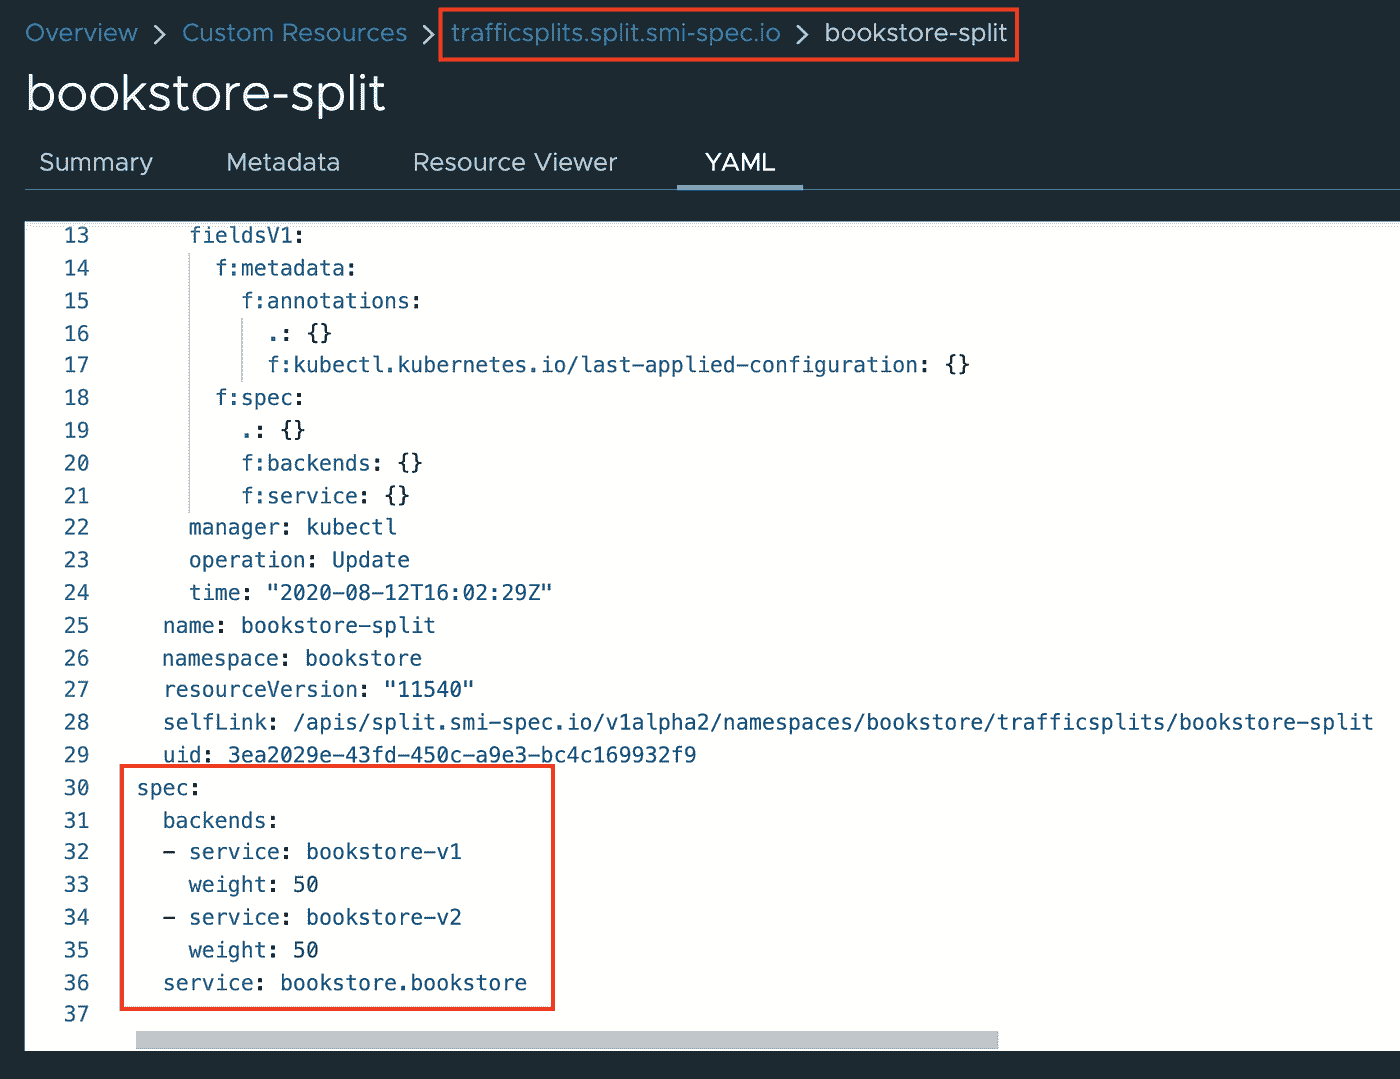 Overview > Custom Resources > trafficsplits.split.smi-spec.io > bookstore-split
bookstore-split
Summary Metadata Resource Viewer YAML
13 fieldsV1:
14 f:metadata:
15 f:annotations:
16 .: {}
17 f:kubectl.kubernetes.io/last-applied-configuration: {}
18 f:spec:
19 .: {}
20 f:backends: {}
21 f:service: {}
22 manager: kubectl
23 operation: Update
24 time: "2020-08-12T16:02:29Z"
25 name: bookstore-split
26 namespace: bookstore
27 resourceVersion: "11540"
28 selfLink: /apis/split.smi-spec.io/v1alpha2/namespaces/bookstore/trafficsplits/bookstore-split
29 uid: 3ea2029e-43fd-450c-a9e3-bc4c169932f9
30 spec:
31 backends:
32 - service: bookstore-v1
33 weight: 50
34 - service: bookstore-v2
35 weight: 50
36 service: bookstore.bookstore
37